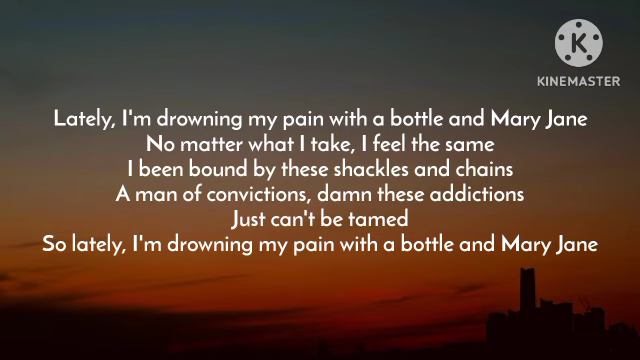 KINEMASTER
Lately, I'm drowning my pain with a bottle and Mary Jane
No matter what I take, I feel the same
I been bound by these shackles and chains
A man of convictions, damn these addictions
Just can't be tamed
So lately, I'm drowning my pain with a bottle and Mary Jane